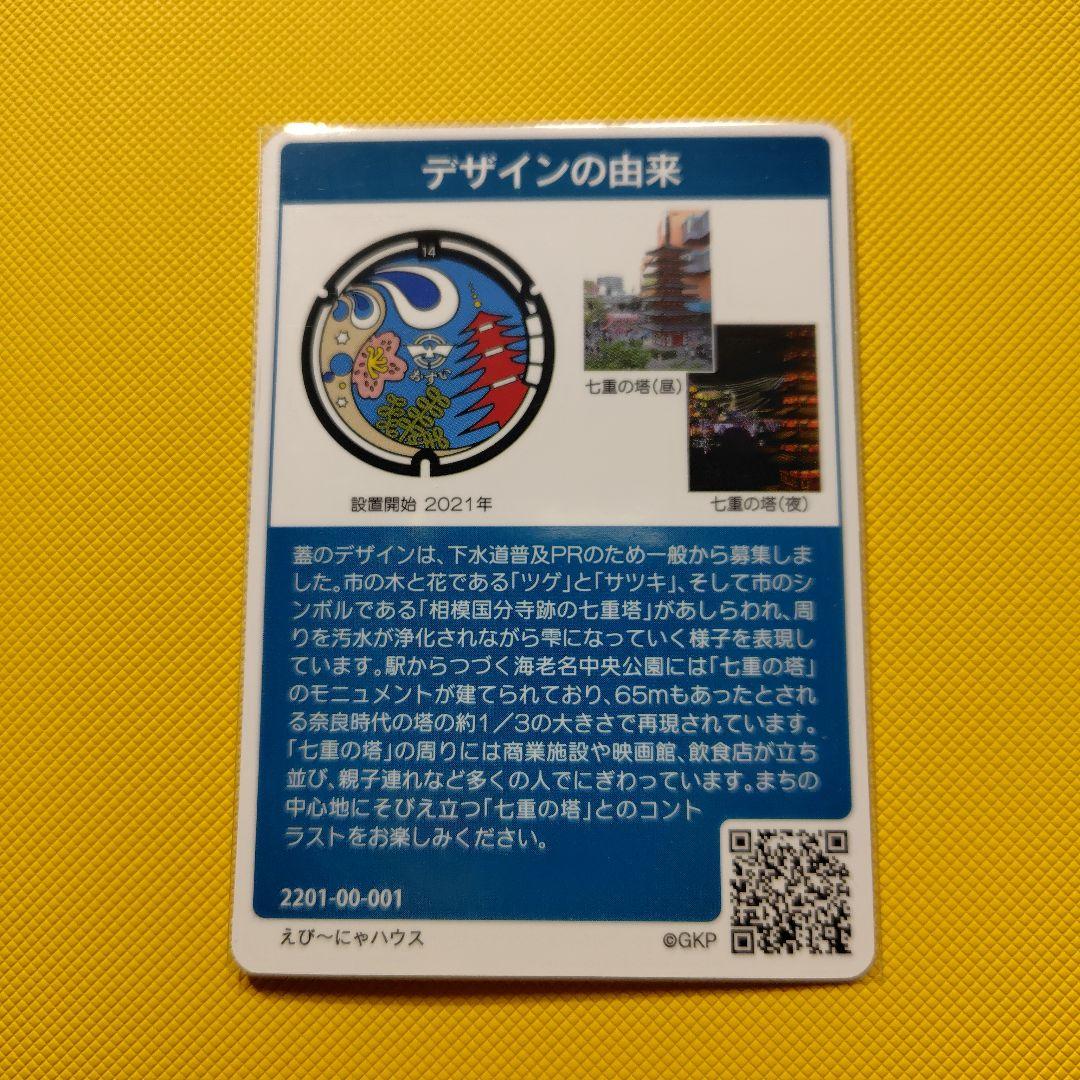 デザインの由来
14
おすい
七重の塔(昼)
七重の塔(夜)
設置開始 2021年
蓋のデザインは、下水道普及PRのため一般から募集しま
した。市の木と花である「ツゲ」と「サツキ」、そして市のシ
ンボルである「相模国分寺跡の七重塔」があしらわれ、周
りを汚水が浄化されながら雫になっていく様子を表現し
ています。駅からつづく海老名中央公園には「七重の塔」
のモニュメントが建てられており、65mもあったとされ
る奈良時代の塔の約1/3の大きさで再現されています。
「七重の塔」の周りには商業施設や映画館、飲食店が立ち
並び、親子連れなど多くの人でにぎわっています。まちの
中心地にそびえ立つ「七重の塔」とのコント
ラストをお楽しみください。
2201-00-001
えび～にゃハウス
©GKP